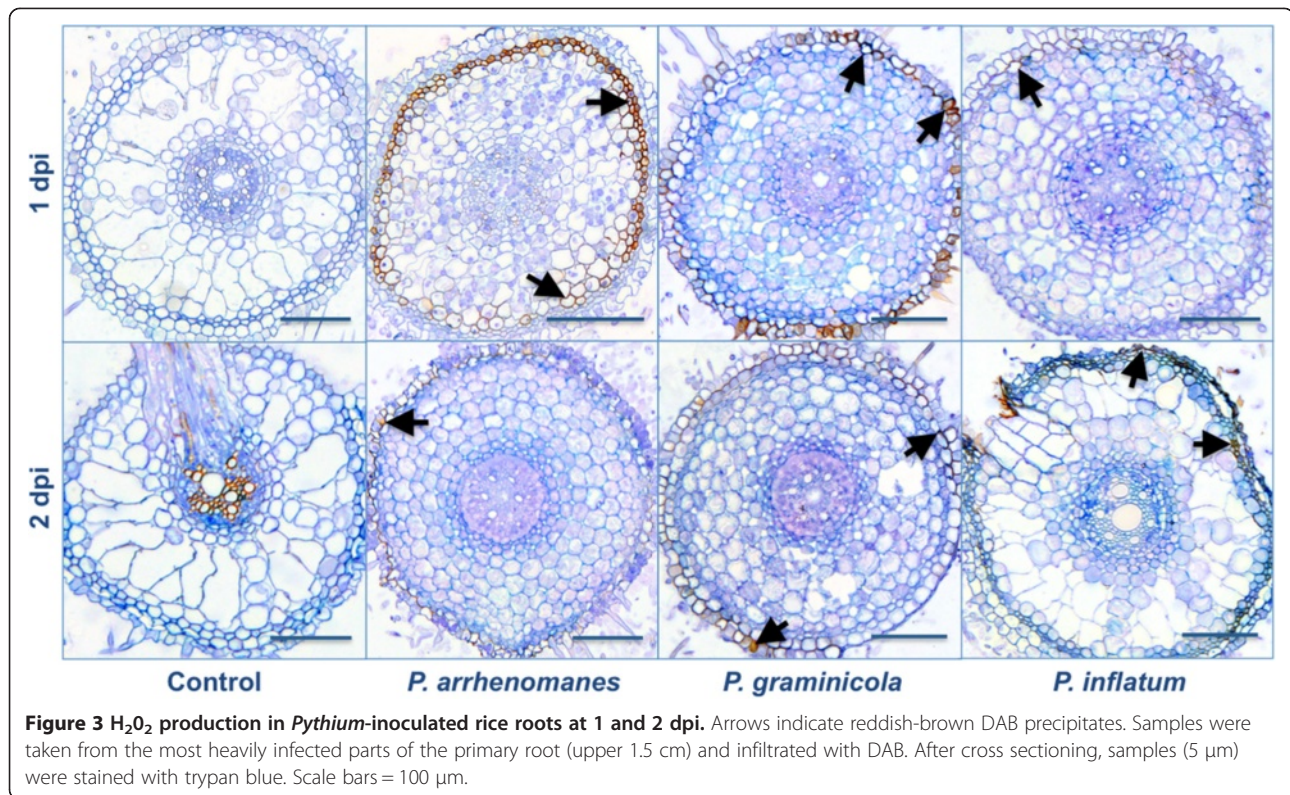 1 dpi
2 dpi
Control P. arrhenomanes P. graminicola P. inflatum
Figure 3 H₂0₂ production in Pythium-inoculated rice roots at 1 and 2 dpi. Arrows indicate reddish-brown DAB precipitates. Samples were
taken from the most heavily infected parts of the primary root (upper 1.5 cm) and infiltrated with DAB. After cross sectioning, samples (5 μm)
were stained with trypan blue. Scale bars = 100 μm.